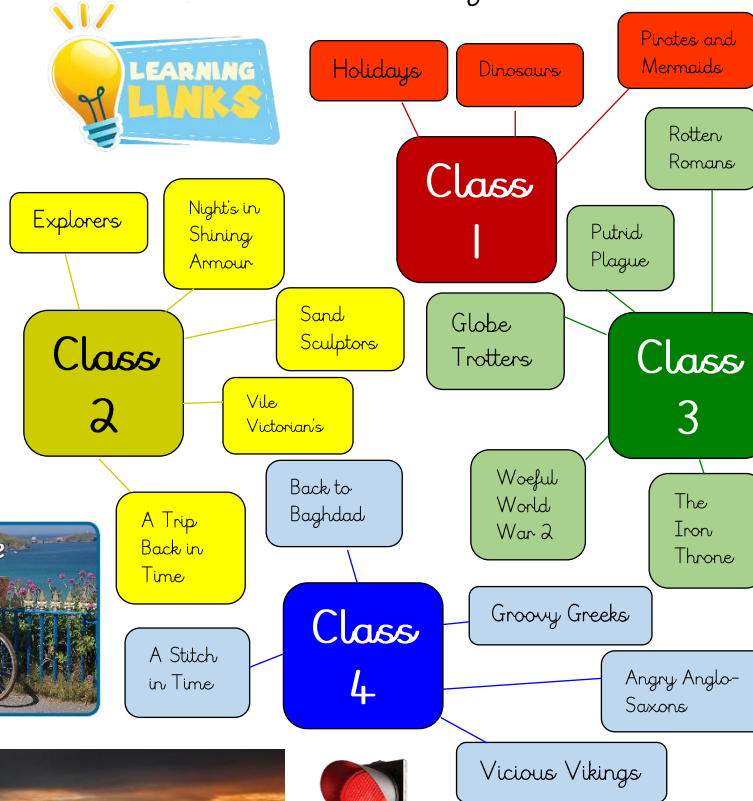 LEARNING
LINKS
Holidays
Dinosaurs
Pirates and
Mermaids
Class
1
Rotten
Romans
Explorers
Night's in
Shining
Armour
Putrid
Plague
Sand
Sculptors
Globe
Trotters
Class
2
Class
3
Vile
Victorian's
Back to
Baghdad
Woeful
World
War 2
The
Iron
Throne
A Trip
Back in
Time
Class
4
Groovy Greeks
A Stitch
in Time
Angry Anglo-
Saxons
Vicious Vikings